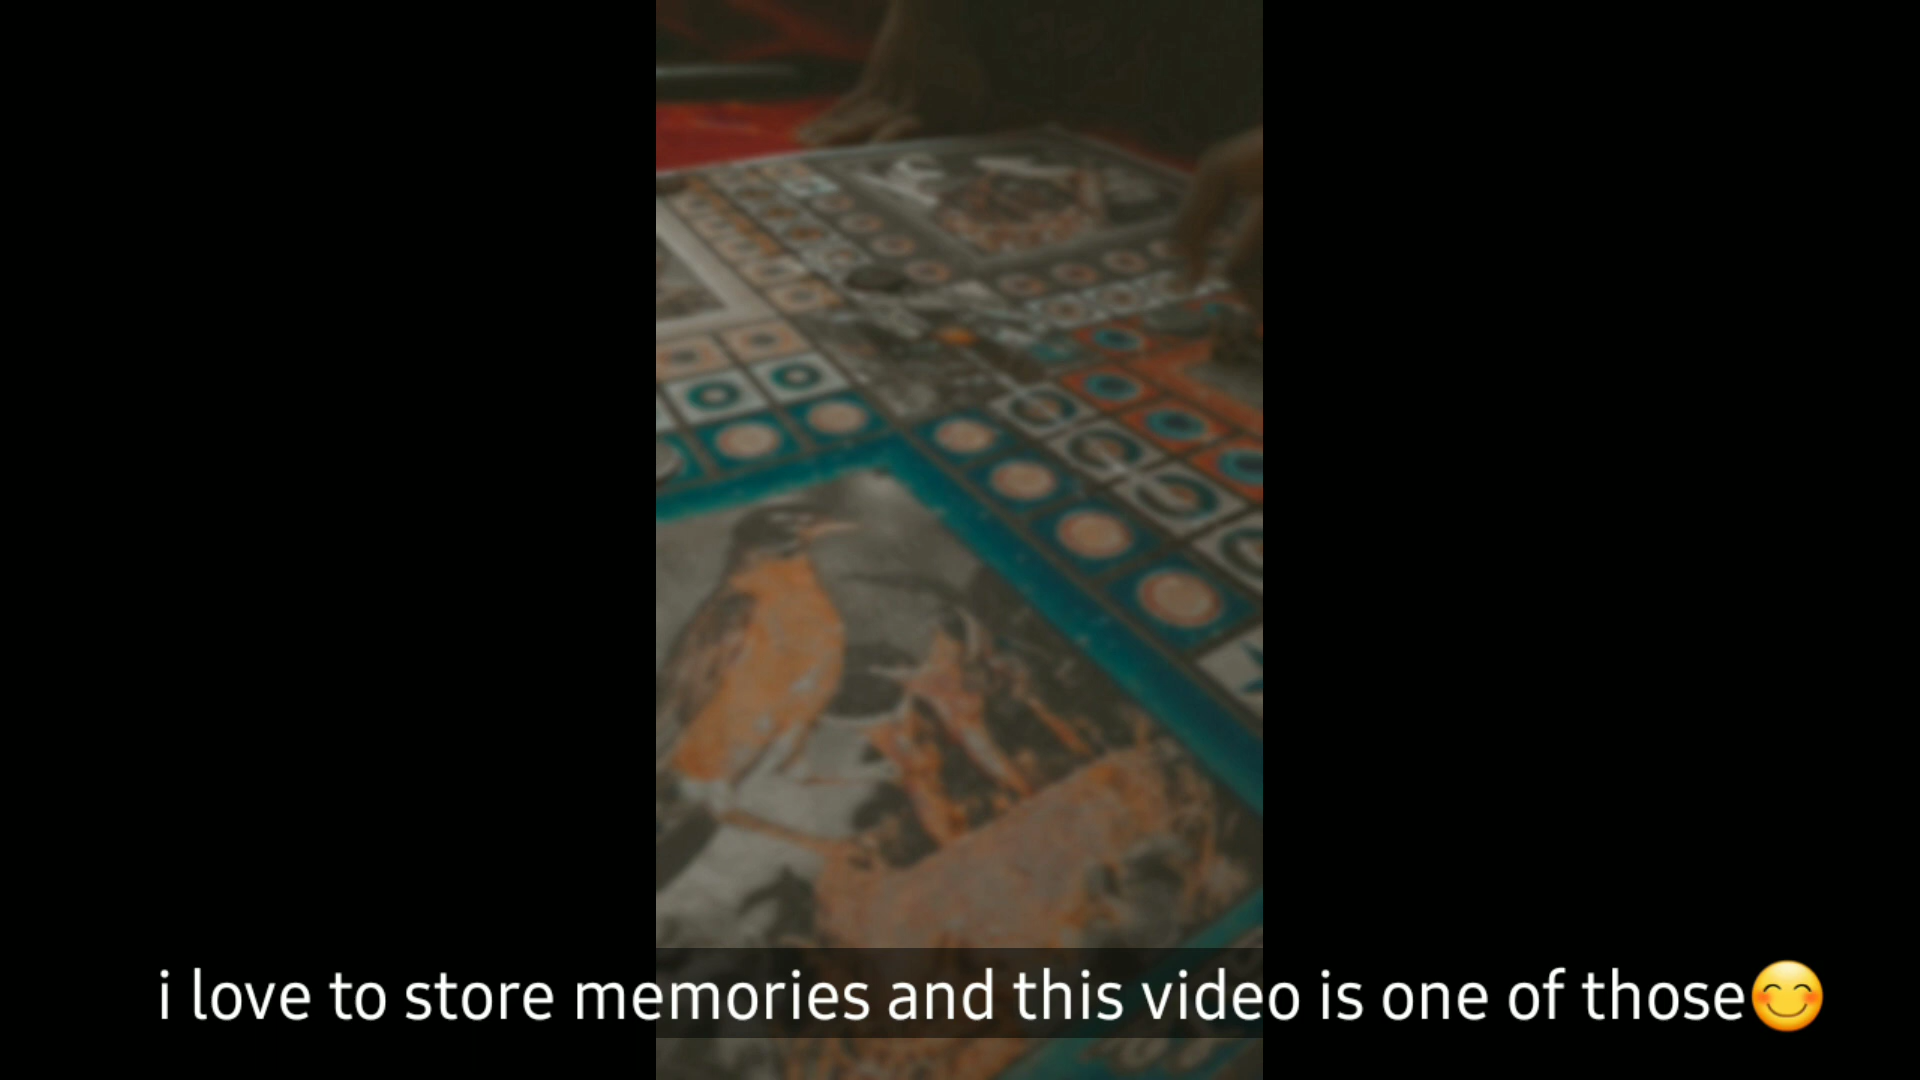 i love to store memories and this video is one of those😊